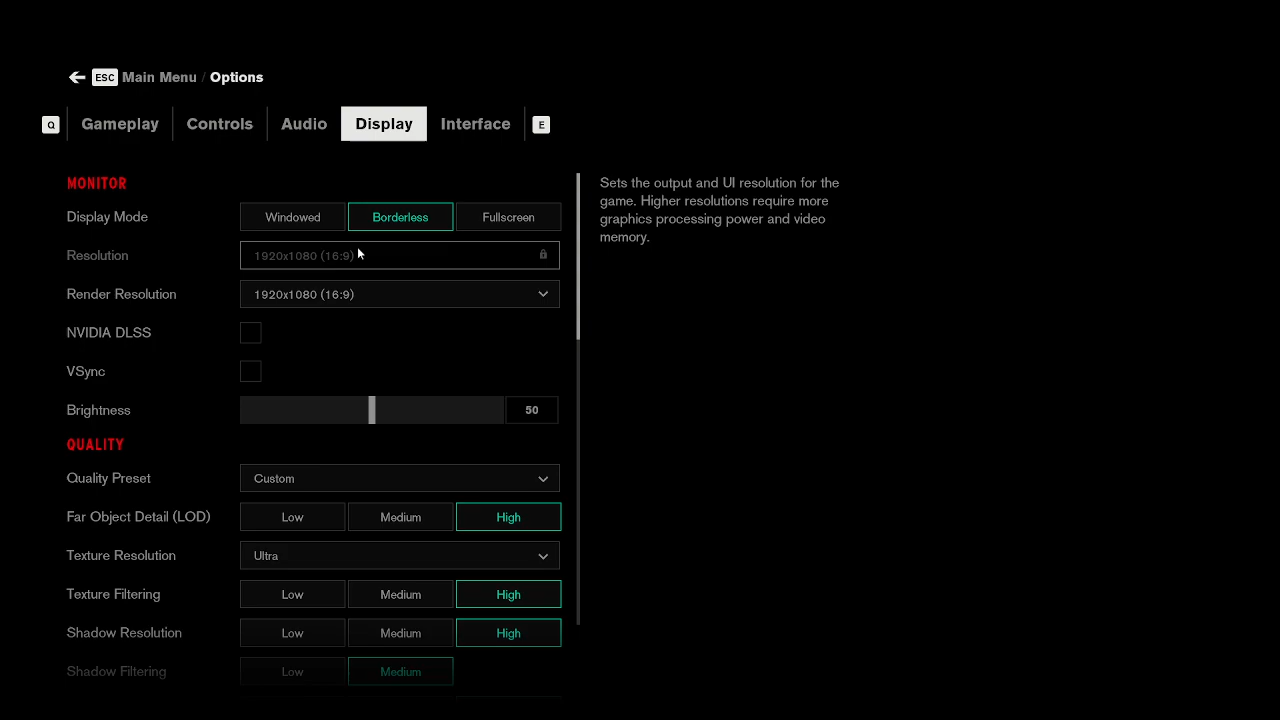 ESC Main Menu / Options
Q Gameplay Controls Audio Display Interface E
MONITOR
Display Mode Windowed Borderless Fullscreen
Resolution 1920x1080 (16:9)
Render Resolution 1920x1080 (16:9)
NVIDIA DLSS
VSync
Brightness 50
QUALITY
Quality Preset Custom
Far Object Detail (LOD) Low Medium High
Texture Resolution Ultra
Texture Filtering Low Medium High
Shadow Resolution Low Medium High
Shadow Filtering Low Medium
Sets the output and UI resolution for the
game. Higher resolutions require more
graphics processing power and video
memory.